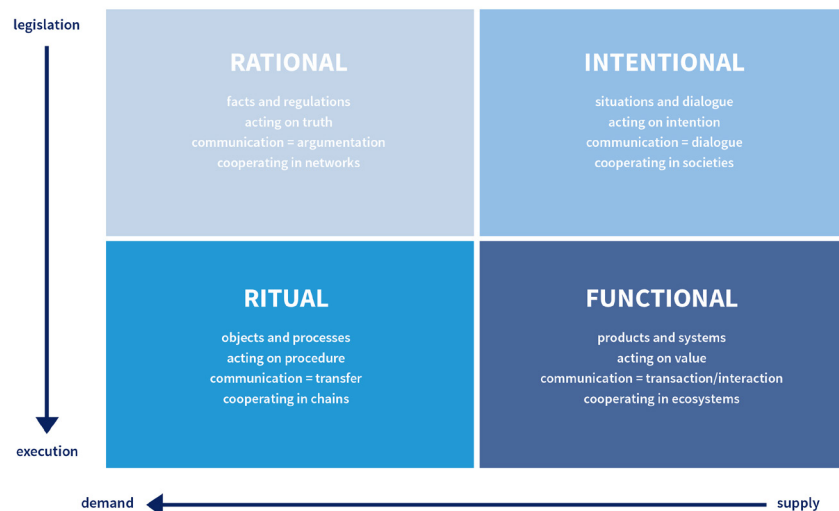 legislation
RATIONAL
facts and regulations
acting on truth
communication = argumentation
cooperating in networks
INTENTIONAL
situations and dialogue
acting on intention
communication = dialogue
cooperating in societies
RITUAL
objects and processes
acting on procedure
communication = transfer
cooperating in chains
FUNCTIONAL
products and systems
acting on value
communication = transaction/interaction
cooperating in ecosystems
execution
demand
supply